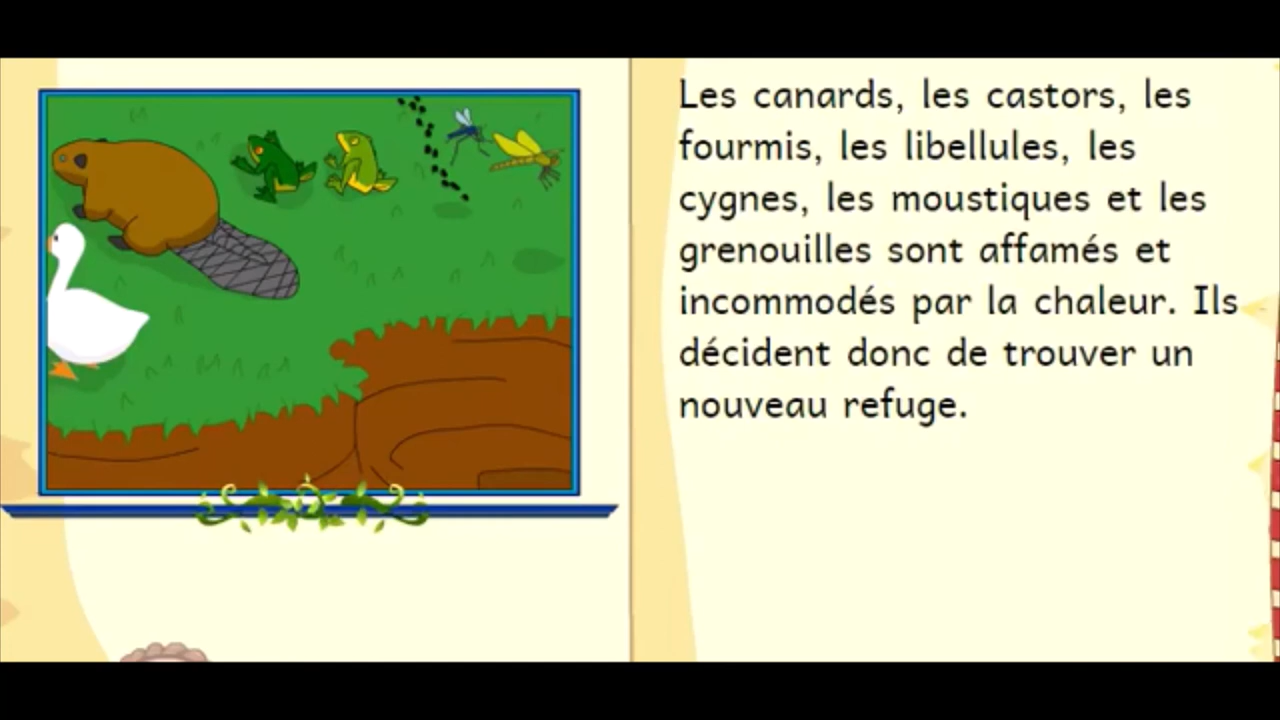 Les canards, les castors, les
fourmis, les libellules, les
cygnes, les moustiques et les
grenouilles sont affamés et
incommodés par la chaleur. Ils
décident donc de trouver un
nouveau refuge.